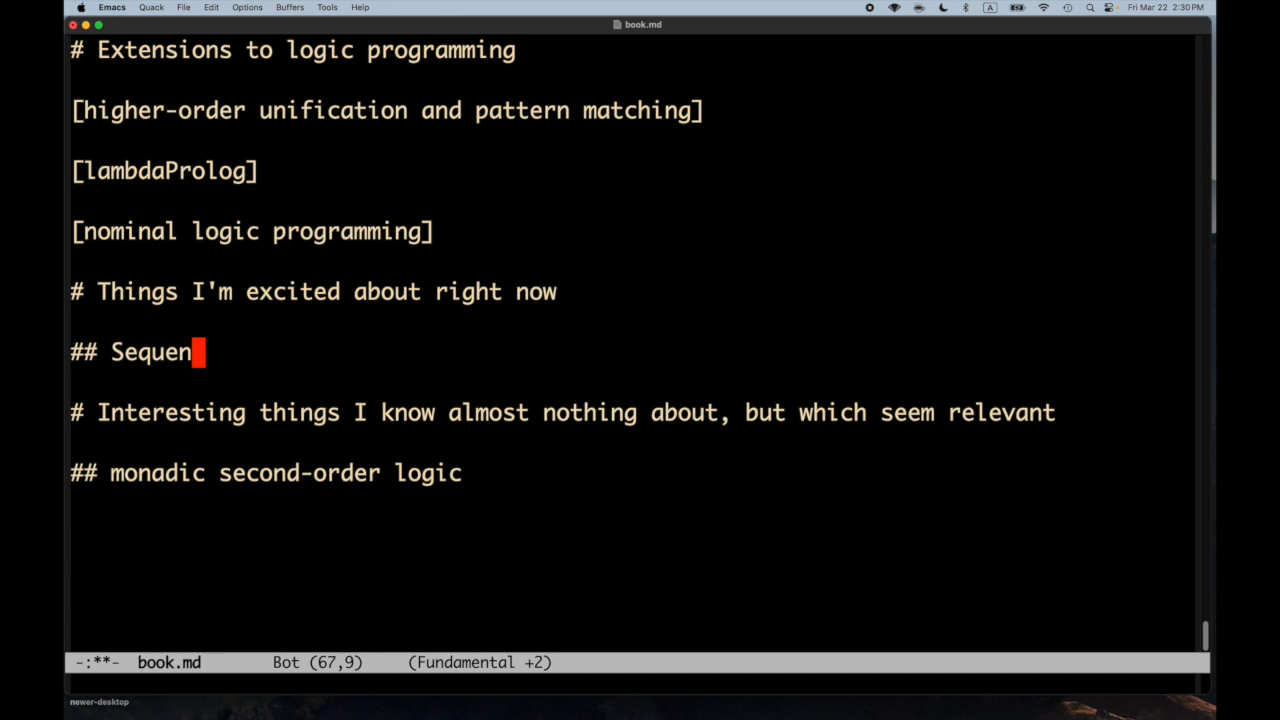 Emacs Quack File Edit Options Buffers Tools Help A Fri Mar 22 2:30 PM
book.md
# Extensions to logic programming
[higher-order unification and pattern matching]
[lambdaProlog]
[nominal logic programming]
# Things I'm excited about right now
## Sequen
# Interesting things I know almost nothing about, but which seem relevant
## monadic second-order logic
-:**- book.md Bot (67,9) (Fundamental +2)
newer-desktop